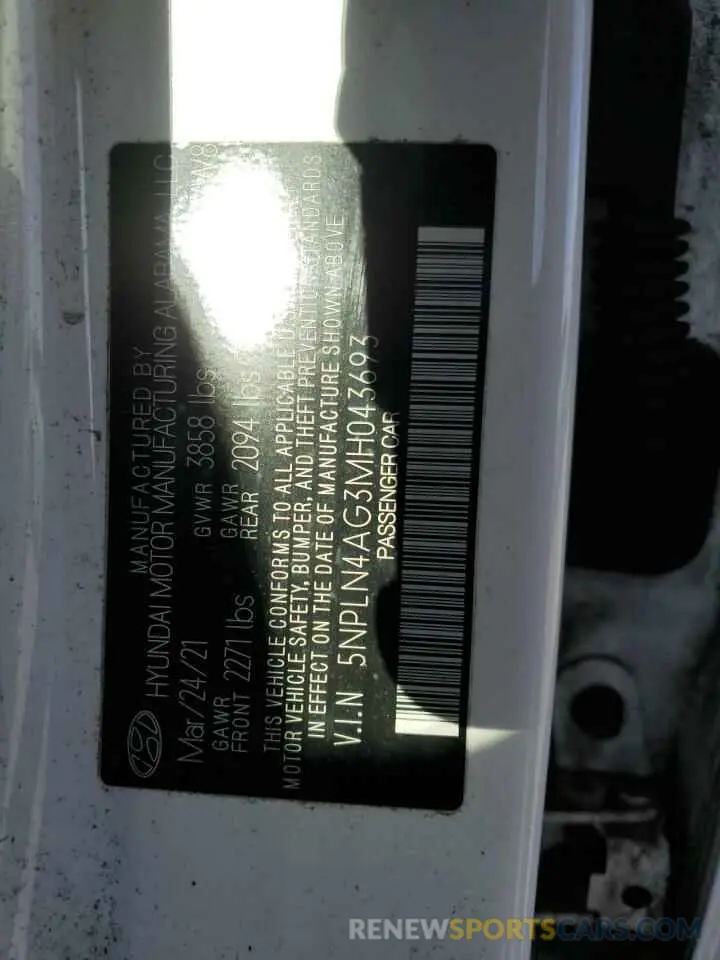 MANUFACTURED BY
HYUNDAI MOTOR MANUFACTURING ALABAMA, LLC
Mar/24/21 GVWR 3858 lbs
GAWR GAWR
FRONT 2271 lbs REAR 2094 lbs
THIS VEHICLE CONFORMS TO ALL APPLICABLE
MOTOR VEHICLE SAFETY, BUMPER, AND THEFT PREVENTION STANDARDS
IN EFFECT ON THE DATE OF MANUFACTURE SHOWN ABOVE
V.I.N 5NPLN4AG3MH043693
PASSENGER CAR
RENEWSPORTSCARS.COM